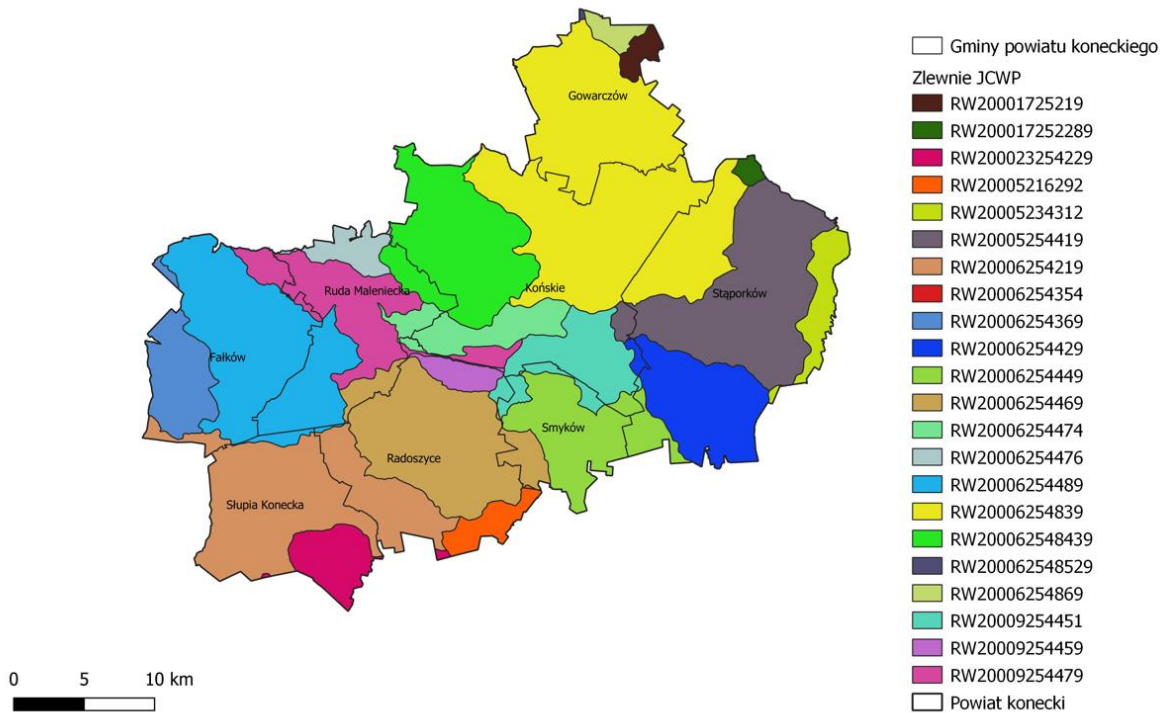 Gowarczów
Ruda Maleniecka
Końskie
Stąporków
Fałków
Smyków
Radoszyce
Słupia Konecka
0 5 10 km
Gminy powiatu koneckiego
Zlewnie JCWP
RW20001725219
RW200017252289
RW200023254229
RW20005216292
RW20005234312
RW20005254419
RW20006254219
RW20006254354
RW20006254369
RW20006254429
RW20006254449
RW20006254469
RW20006254474
RW20006254476
RW20006254489
RW20006254839
RW200062548439
RW200062548529
RW20006254869
RW20009254451
RW20009254459
RW20009254479
Powiat konecki